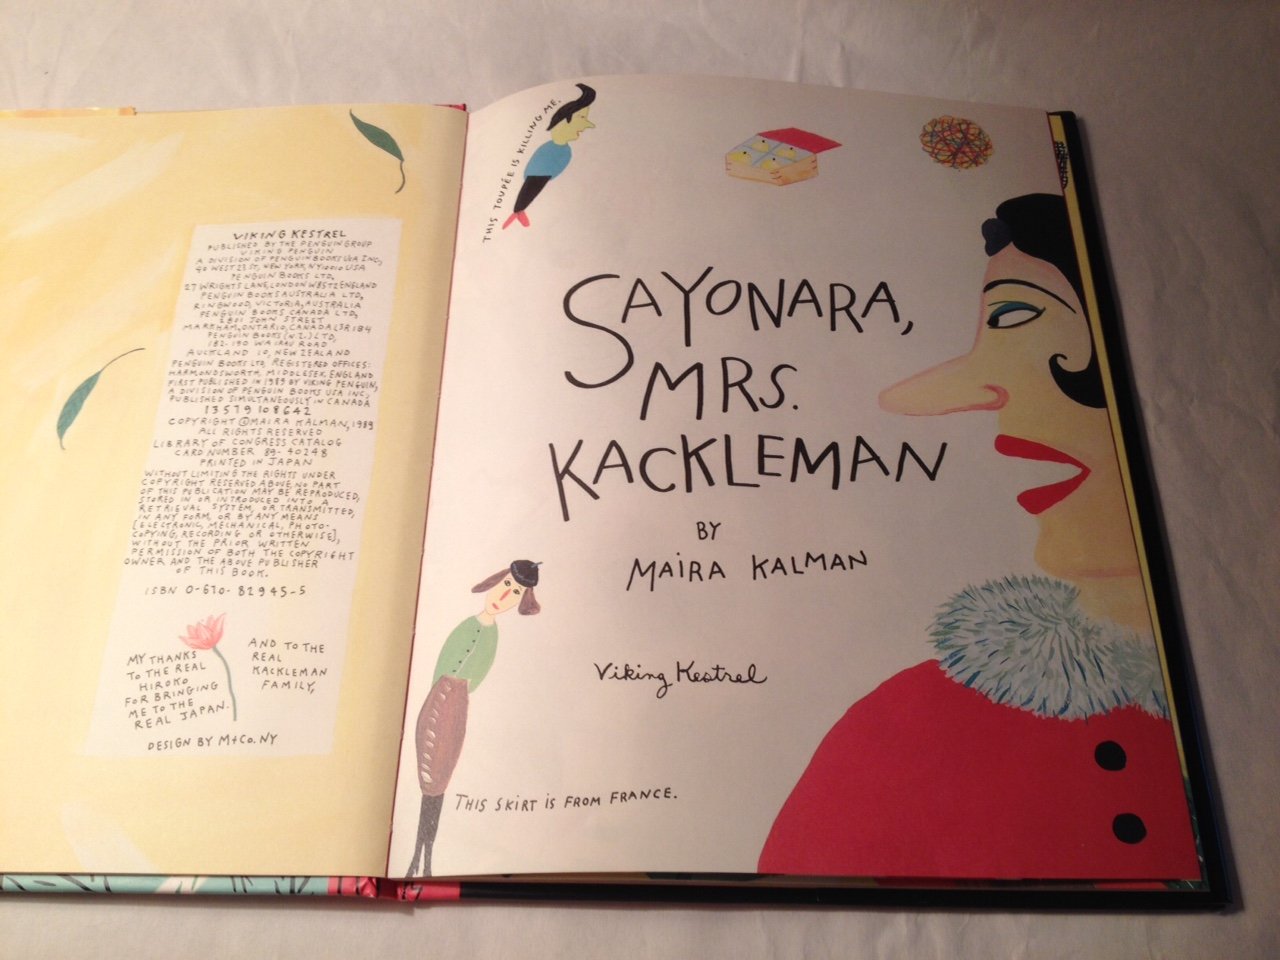 VIKING KESTREL
PUBLISHED BY THE PENGUIN GROUP
VIKING PENGUIN
A DIVISION OF PENGUIN BOOKS USA INC,
40 WEST 23 ST, NEW YORK, NY 10010 USA
PENGUIN BOOKS LTD,
27 WRIGHTS LANE, LONDON W8 5TZ ENGLAND
PENGUIN BOOKS AUSTRALIA LTD,
RINGWOOD, VICTORIA, AUSTRALIA
PENGUIN BOOKS CANADA LTD,
2801 JOHN STREET
MARKHAM, ONTARIO, CANADA L3R 1B4
PENGUIN BOOKS (N.Z.) LTD,
182-190 WAIRAU ROAD
AUCKLAND 10, NEW ZEALAND
PENGUIN BOOKS LTD, REGISTERED OFFICES:
HARMONDSWORTH, MIDDLESEX, ENGLAND
FIRST PUBLISHED IN 1989 BY VIKING PENGUIN,
A DIVISION OF PENGUIN BOOKS USA INC,
PUBLISHED SIMULTANEOUSLY IN CANADA
1 3 5 7 9 10 8 6 4 2
COPYRIGHT © MAIRA KALMAN, 1989
ALL RIGHTS RESERVED
LIBRARY OF CONGRESS CATALOG
CARD NUMBER 89-40248
PRINTED IN JAPAN
WITHOUT LIMITING THE RIGHTS UNDER
COPYRIGHT RESERVED ABOVE, NO PART
OF THIS PUBLICATION MAY BE REPRODUCED,
STORED IN OR INTRODUCED INTO A
RETRIEVAL SYSTEM, OR TRANSMITTED,
IN ANY FORM, OR BY ANY MEANS
(ELECTRONIC, MECHANICAL, PHOTO-
COPYING, RECORDING OR OTHERWISE),
WITHOUT THE PRIOR WRITTEN
PERMISSION OF BOTH THE COPYRIGHT
OWNER AND THE ABOVE PUBLISHER
OF THIS BOOK.
ISBN 0-670-82945-5
MY THANKS
TO THE REAL
HIROKO
FOR BRINGING
ME TO THE
REAL JAPAN.
AND TO THE
REAL
KACKLEMAN
FAMILY,
DESIGN BY M+CO. NY
THIS TOUPÉE IS KILLING ME.
SAYONARA,
MRS.
KACKLEMAN
BY
MAIRA KALMAN
Viking Kestrel
THIS SKIRT IS FROM FRANCE.